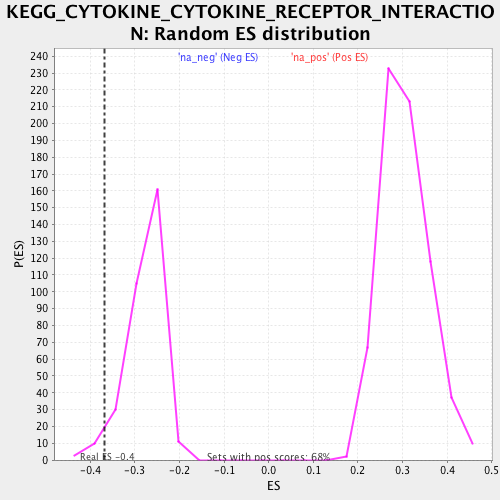 KEGG_CYTOKINE_CYTOKINE_RECEPTOR_INTERACTIO
N: Random ES distribution
'na_neg' (Neg ES)
'na_pos' (Pos ES)
240
230
220
210
200
190
180
170
160
150
140
130
120
110
100
90
80
70
60
50
40
30
20
10
0
P(ES)
Real ES -0.4
Sets with pos scores: 68%
-0.4 -0.3 -0.2 -0.1 0.0 0.1 0.2 0.3 0.4 0.5
ES